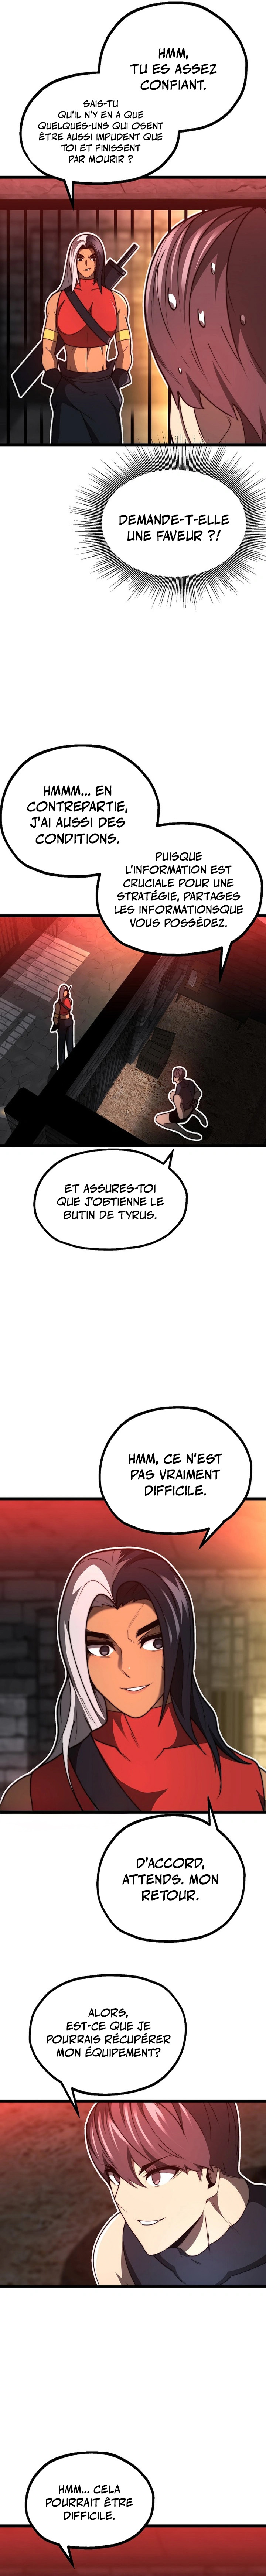 HMM,
TU ES ASSEZ
CONFIANT.
SAIS-TU
QU'IL N'Y EN A QUE
QUELQUES-UNS QUI OSENT
ÊTRE AUSSI IMPUDENT QUE
TOI ET FINISSENT
PAR MOURIR ?
DEMANDE-T-ELLE
UNE FAVEUR ?!
HMMM... EN
CONTREPARTIE,
J'AI AUSSI DES
CONDITIONS.
PUISQUE
L'INFORMATION EST
CRUCIALE POUR UNE
STRATÉGIE, PARTAGES
LES INFORMATIONSQUE
VOUS POSSÉDEZ.
ET ASSURES-TOI
QUE J'OBTIENNE LE
BUTIN DE TYRUS.
HMM, CE N'EST
PAS VRAIMENT
DIFFICILE.
D'ACCORD,
ATTENDS. MON
RETOUR.
ALORS,
EST-CE QUE JE
POURRAIS RÉCUPÉRER
MON ÉQUIPEMENT?
HMM... CELA
POURRAIT ÊTRE
DIFFICILE.